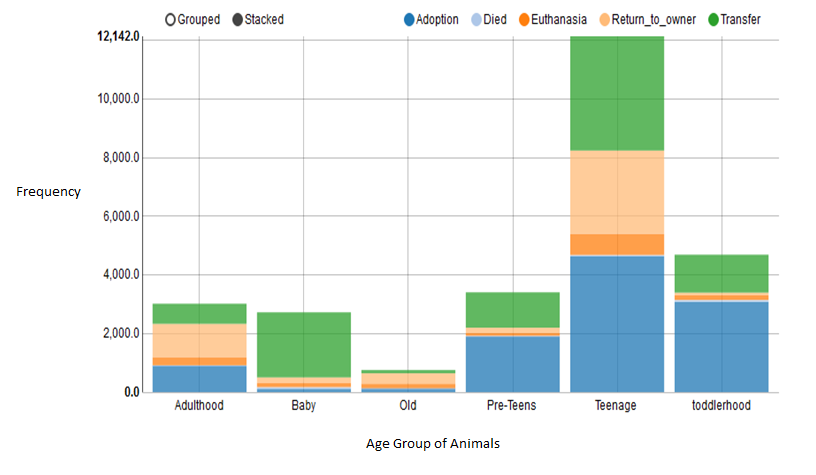 Grouped Stacked Adoption Died Euthanasia Return_to_owner Transfer
12,142.0
10,000.0
8,000.0
6,000.0
4,000.0
2,000.0
0.0
Frequency
Adulthood Baby Old Pre-Teens Teenage toddlerhood
Age Group of Animals